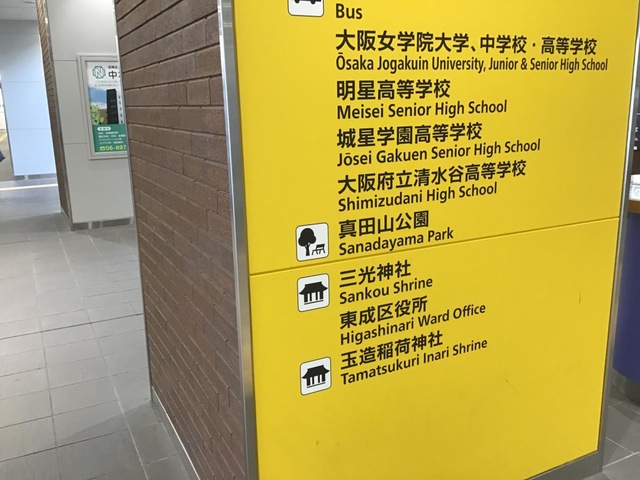 Bus
大阪女学院大学、中学校・高等学校
Ōsaka Jogakuin University, Junior & Senior High School
明星高等学校
Meisei Senior High School
城星学園高等学校
Jōsei Gakuen Senior High School
大阪府立清水谷高等学校
Shimizudani High School
真田山公園
Sanadayama Park
三光神社
Sankou Shrine
東成区役所
Higashinari Ward Office
玉造稲荷神社
Tamatsukuri Inari Shrine